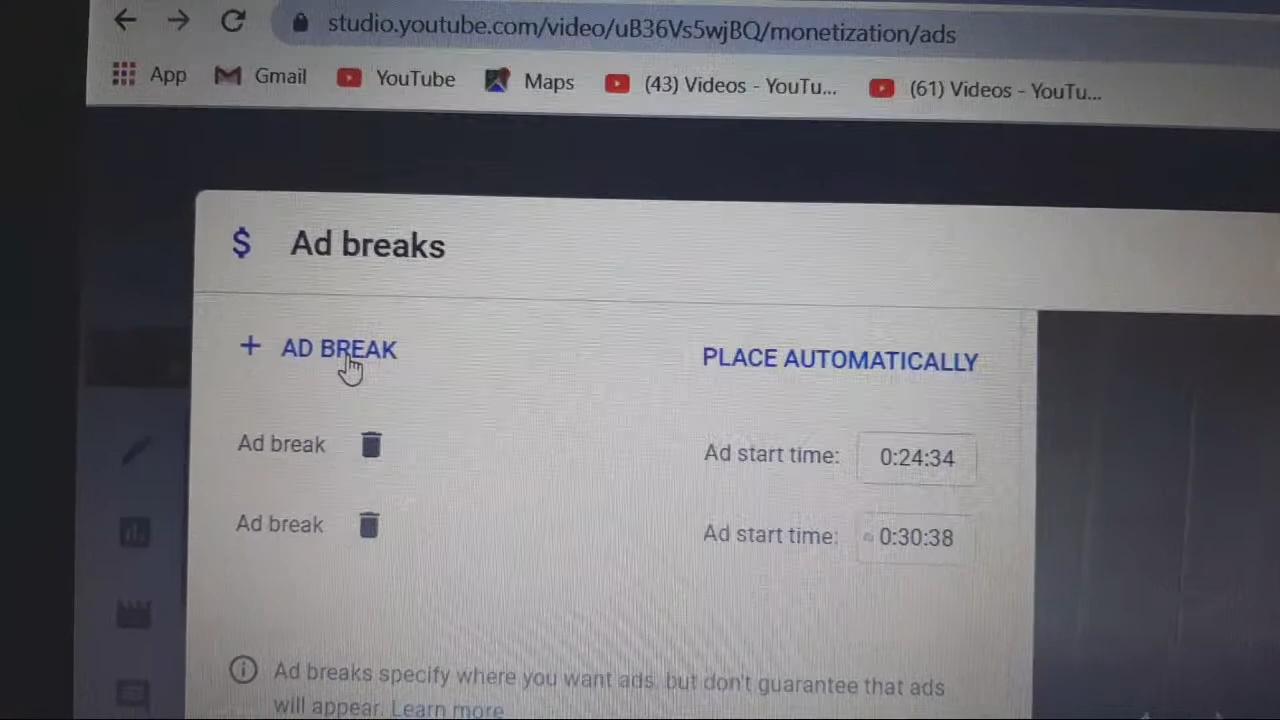 studio.youtube.com/video/uB36Vs5wjBQ/monetization/ads
App Gmail YouTube Maps (43) Videos - YouTu... (61) Videos - YouTu...
$ Ad breaks
+ AD BREAK PLACE AUTOMATICALLY
Ad break Ad start time: 0:24:34
Ad break Ad start time: 0:30:38
Ad breaks specify where you want ads, but don't guarantee that ads
will appear. Learn more